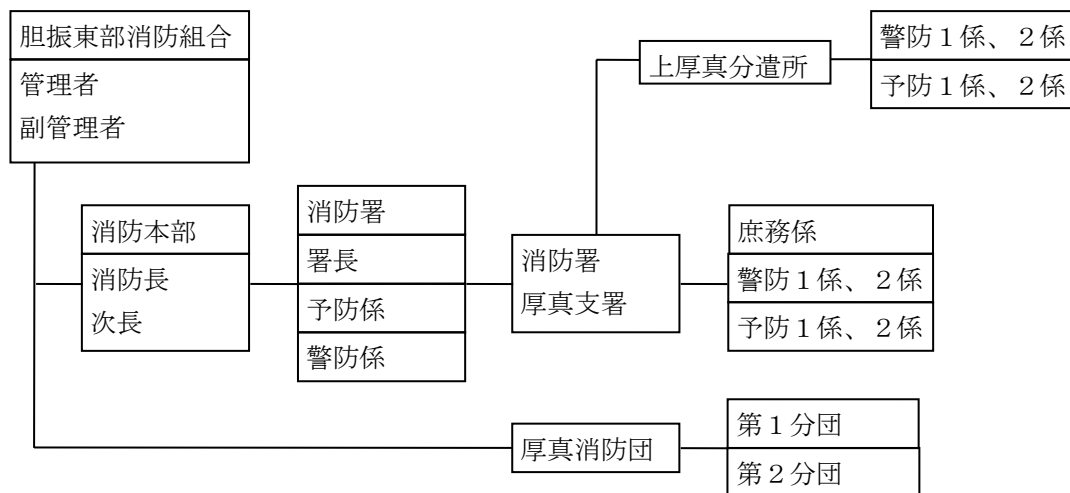 胆振東部消防組合
管理者
副管理者
上厚真分遣所
警防１係、２係
予防１係、２係
消防本部
消防長
次長
消防署
署長
予防係
警防係
消防署
厚真支署
庶務係
警防１係、２係
予防１係、２係
厚真消防団
第１分団
第２分団